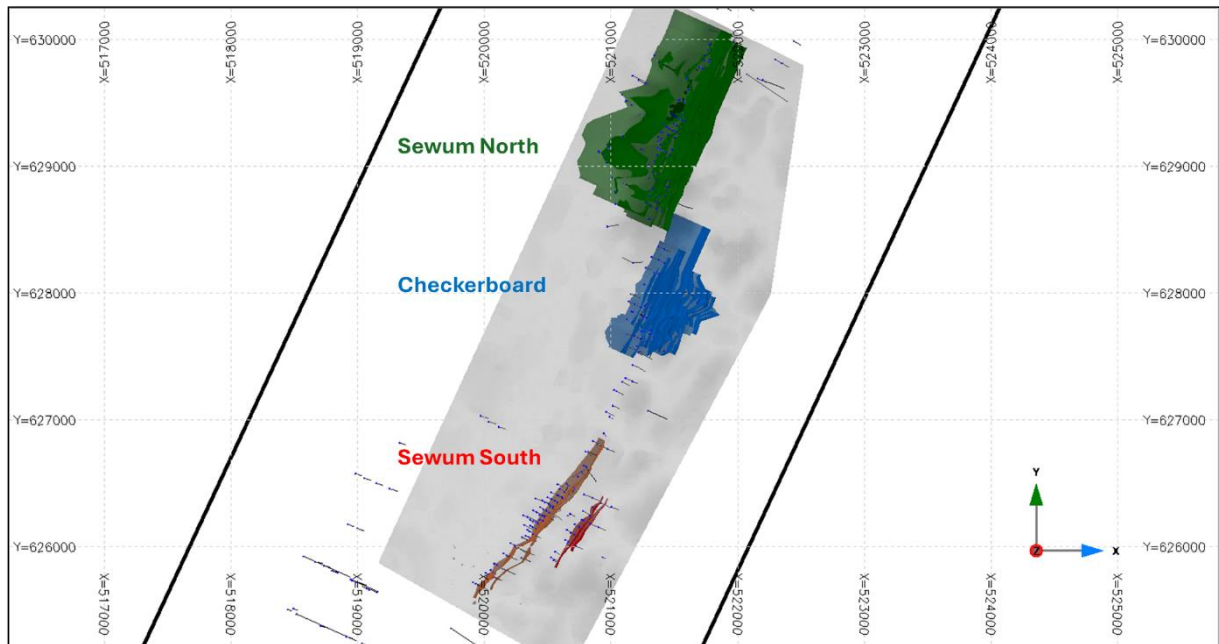 X=517000
X=518000
X=519000
X=520000
X=521000
X=523000
X=524000
X=525000
Y=630000
Y=630000
Sewum North
Y=629000
Y=629000
Checkerboard
Y=628000
Y=628000
Y=627000
Y=627000
Sewum South
Y=626000
Y=626000
Y
Z
X
X=517000
X=518000
X=519000
X=520000
X=521000
X=522000
X=523000
X=524000
X=525000